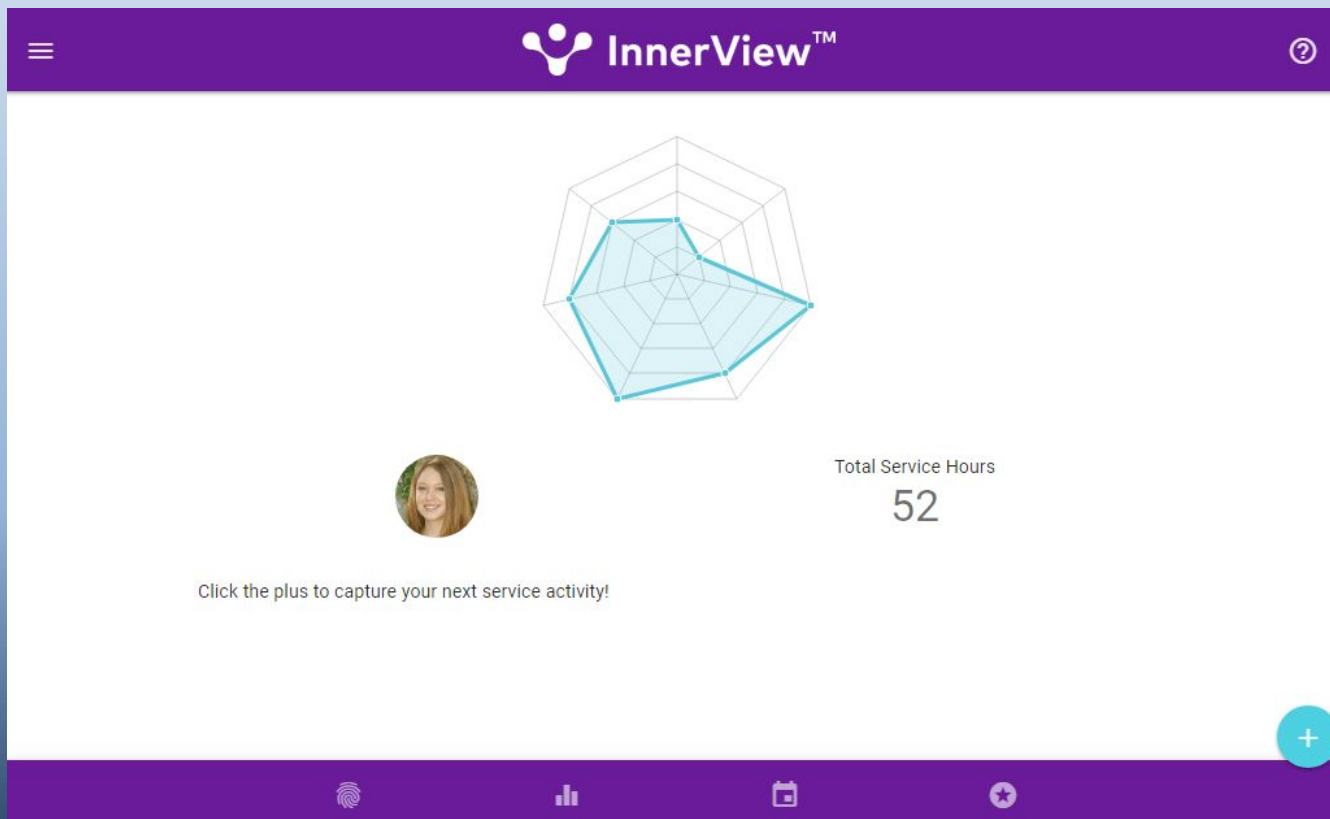 InnerView™
Total Service Hours
52
Click the plus to capture your next service activity!